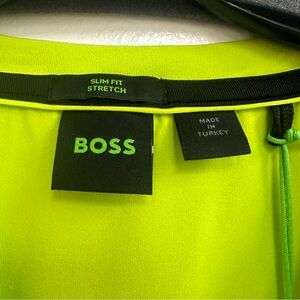 SLIM FIT
STRETCH
BOSS
MADE
IN
TURKEY